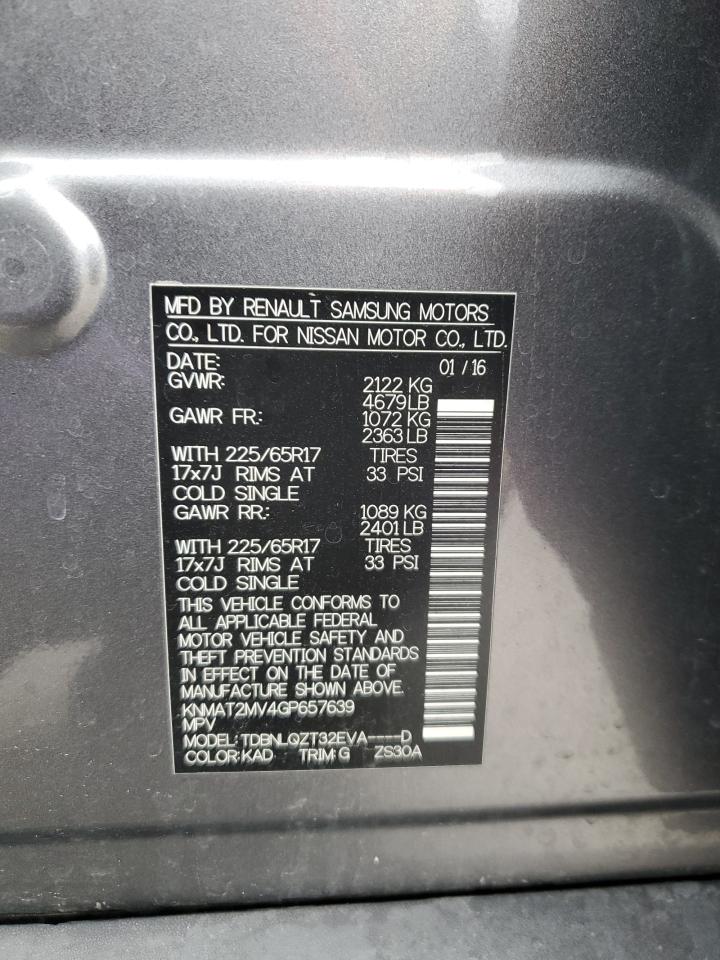 MFD BY RENAULT SAMSUNG MOTORS
CO., LTD. FOR NISSAN MOTOR CO., LTD.
DATE: 01 / 16
GVWR: 2122 KG
4679 LB
GAWR FR.: 1072 KG
2363 LB
WITH 225/65R17 TIRES
17x7J RIMS AT 33 PSI
COLD SINGLE
GAWR RR.: 1089 KG
2401 LB
WITH 225/65R17 TIRES
17x7J RIMS AT 33 PSI
COLD SINGLE
THIS VEHICLE CONFORMS TO
ALL APPLICABLE FEDERAL
MOTOR VEHICLE SAFETY AND
THEFT PREVENTION STANDARDS
IN EFFECT ON THE DATE OF
MANUFACTURE SHOWN ABOVE.
KNMAT2MV4GP657639
MPV
MODEL: TDBNLQZT32EVA----D
COLOR:KAD TRIM:G ZS30A